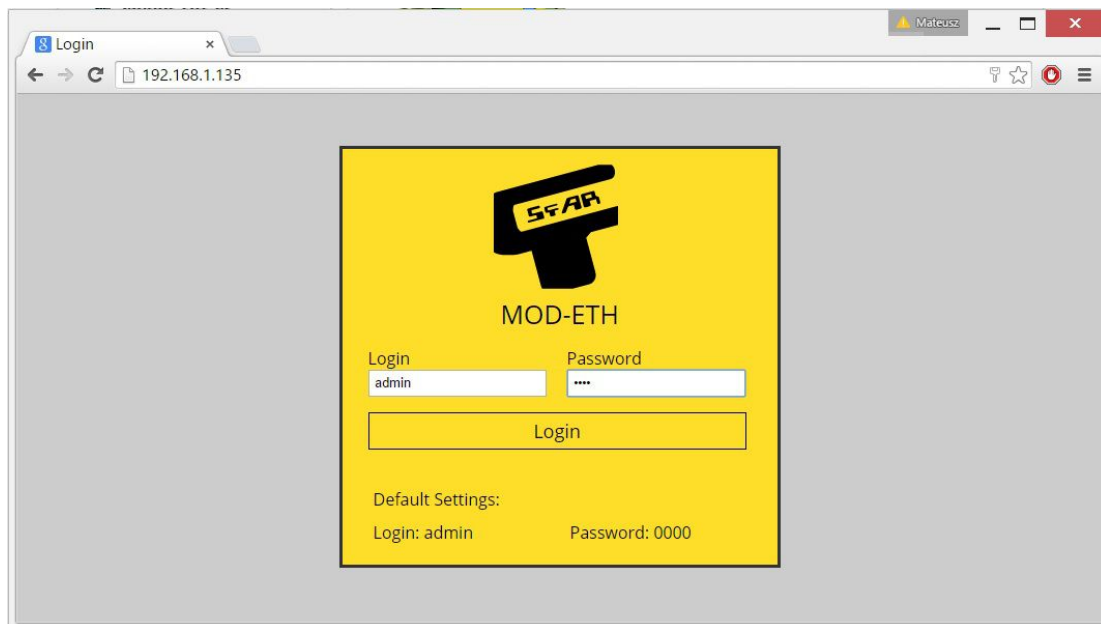 Mateusz
8 Login
192.168.1.135
STAR
MOD-ETH
Login Password
admin ••••
Login
Default Settings:
Login: admin Password: 0000